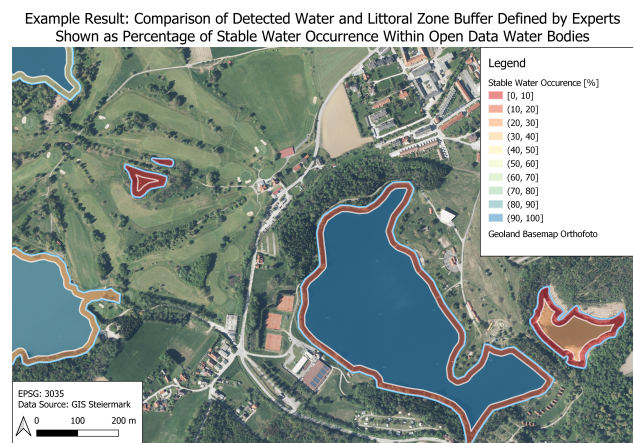 Example Result: Comparison of Detected Water and Littoral Zone Buffer Defined by Experts
Shown as Percentage of Stable Water Occurrence Within Open Data Water Bodies
Legend
Stable Water Occurence [%]
[0, 10]
(10, 20]
(20, 30]
(30, 40]
(40, 50]
(50, 60]
(60, 70]
(70, 80]
(80, 90]
(90, 100]
Geoland Basemap Orthofoto
EPSG: 3035
Data Source: GIS Steiermark
0 100 200 m